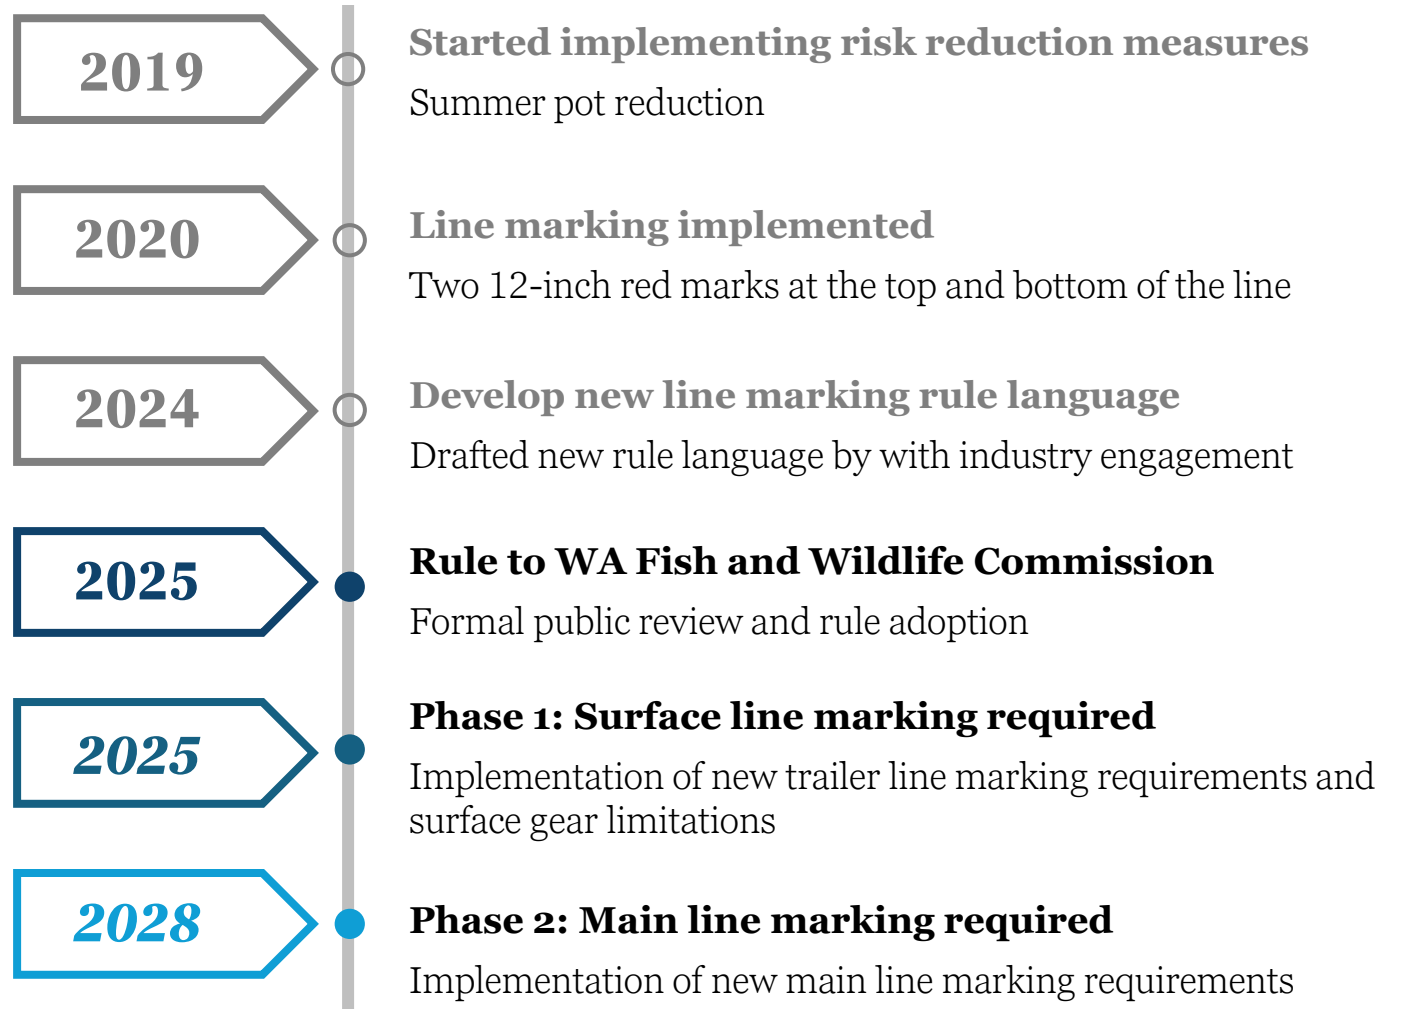 2019
Started implementing risk reduction measures
Summer pot reduction
2020
Line marking implemented
Two 12-inch red marks at the top and bottom of the line
2024
Develop new line marking rule language
Drafted new rule language by with industry engagement
2025
Rule to WA Fish and Wildlife Commission
Formal public review and rule adoption
2025
Phase 1: Surface line marking required
Implementation of new trailer line marking requirements and
surface gear limitations
2028
Phase 2: Main line marking required
Implementation of new main line marking requirements